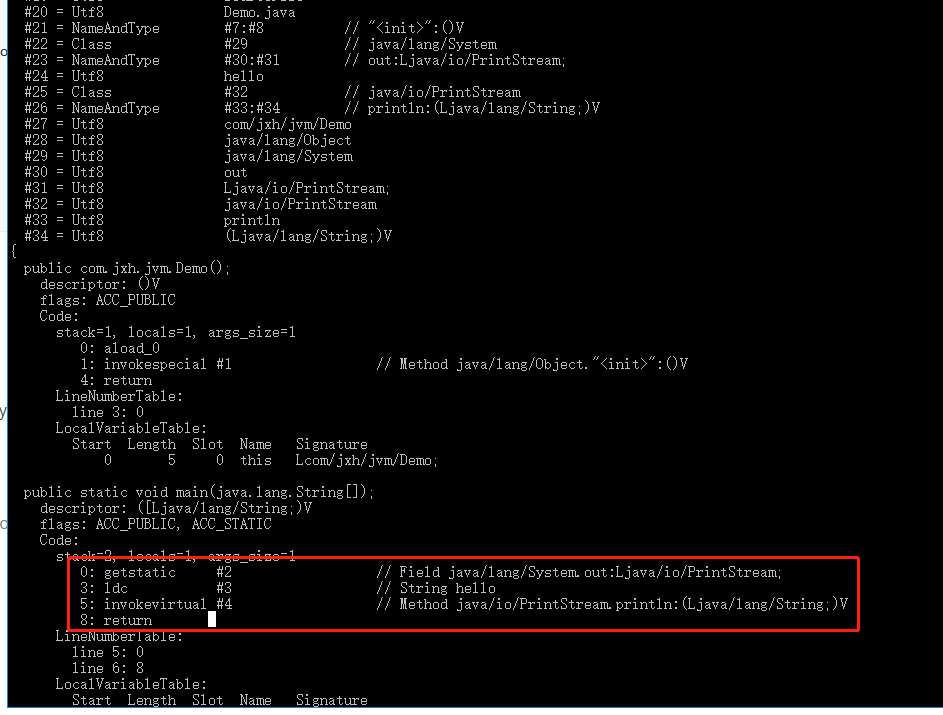 #20 = Utf8               Demo.java
#21 = NameAndType        #7:#8          // "<init>":()V
#22 = Class              #29            // java/lang/System
#23 = NameAndType        #30:#31        // out:Ljava/io/PrintStream;
#24 = Utf8               hello
#25 = Class              #32            // java/io/PrintStream
#26 = NameAndType        #33:#34        // println:(Ljava/lang/String;)V
#27 = Utf8               com/jxh/jvm/Demo
#28 = Utf8               java/lang/Object
#29 = Utf8               java/lang/System
#30 = Utf8               out
#31 = Utf8               Ljava/io/PrintStream;
#32 = Utf8               java/io/PrintStream
#33 = Utf8               println
#34 = Utf8               (Ljava/lang/String;)V
{
public com.jxh.jvm.Demo();
descriptor: ()V
flags: ACC_PUBLIC
Code:
stack=1, locals=1, args_size=1
0: aload_0
1: invokespecial #1                  // Method java/lang/Object."<init>":()V
4: return
LineNumberTable:
line 3: 0
LocalVariableTable:
Start  Length  Slot  Name   Signature
0       5     0  this   Lcom/jxh/jvm/Demo;
public static void main(java.lang.String[]);
descriptor: ([Ljava/lang/String;)V
flags: ACC_PUBLIC, ACC_STATIC
Code:
stack=2, locals=1, args_size=1
0: getstatic     #2                  // Field java/lang/System.out:Ljava/io/PrintStream;
3: ldc           #3                  // String hello
5: invokevirtual #4                  // Method java/io/PrintStream.println:(Ljava/lang/String;)V
8: return
LineNumberTable:
line 5: 0
line 6: 8
LocalVariableTable:
Start  Length  Slot  Name   Signature